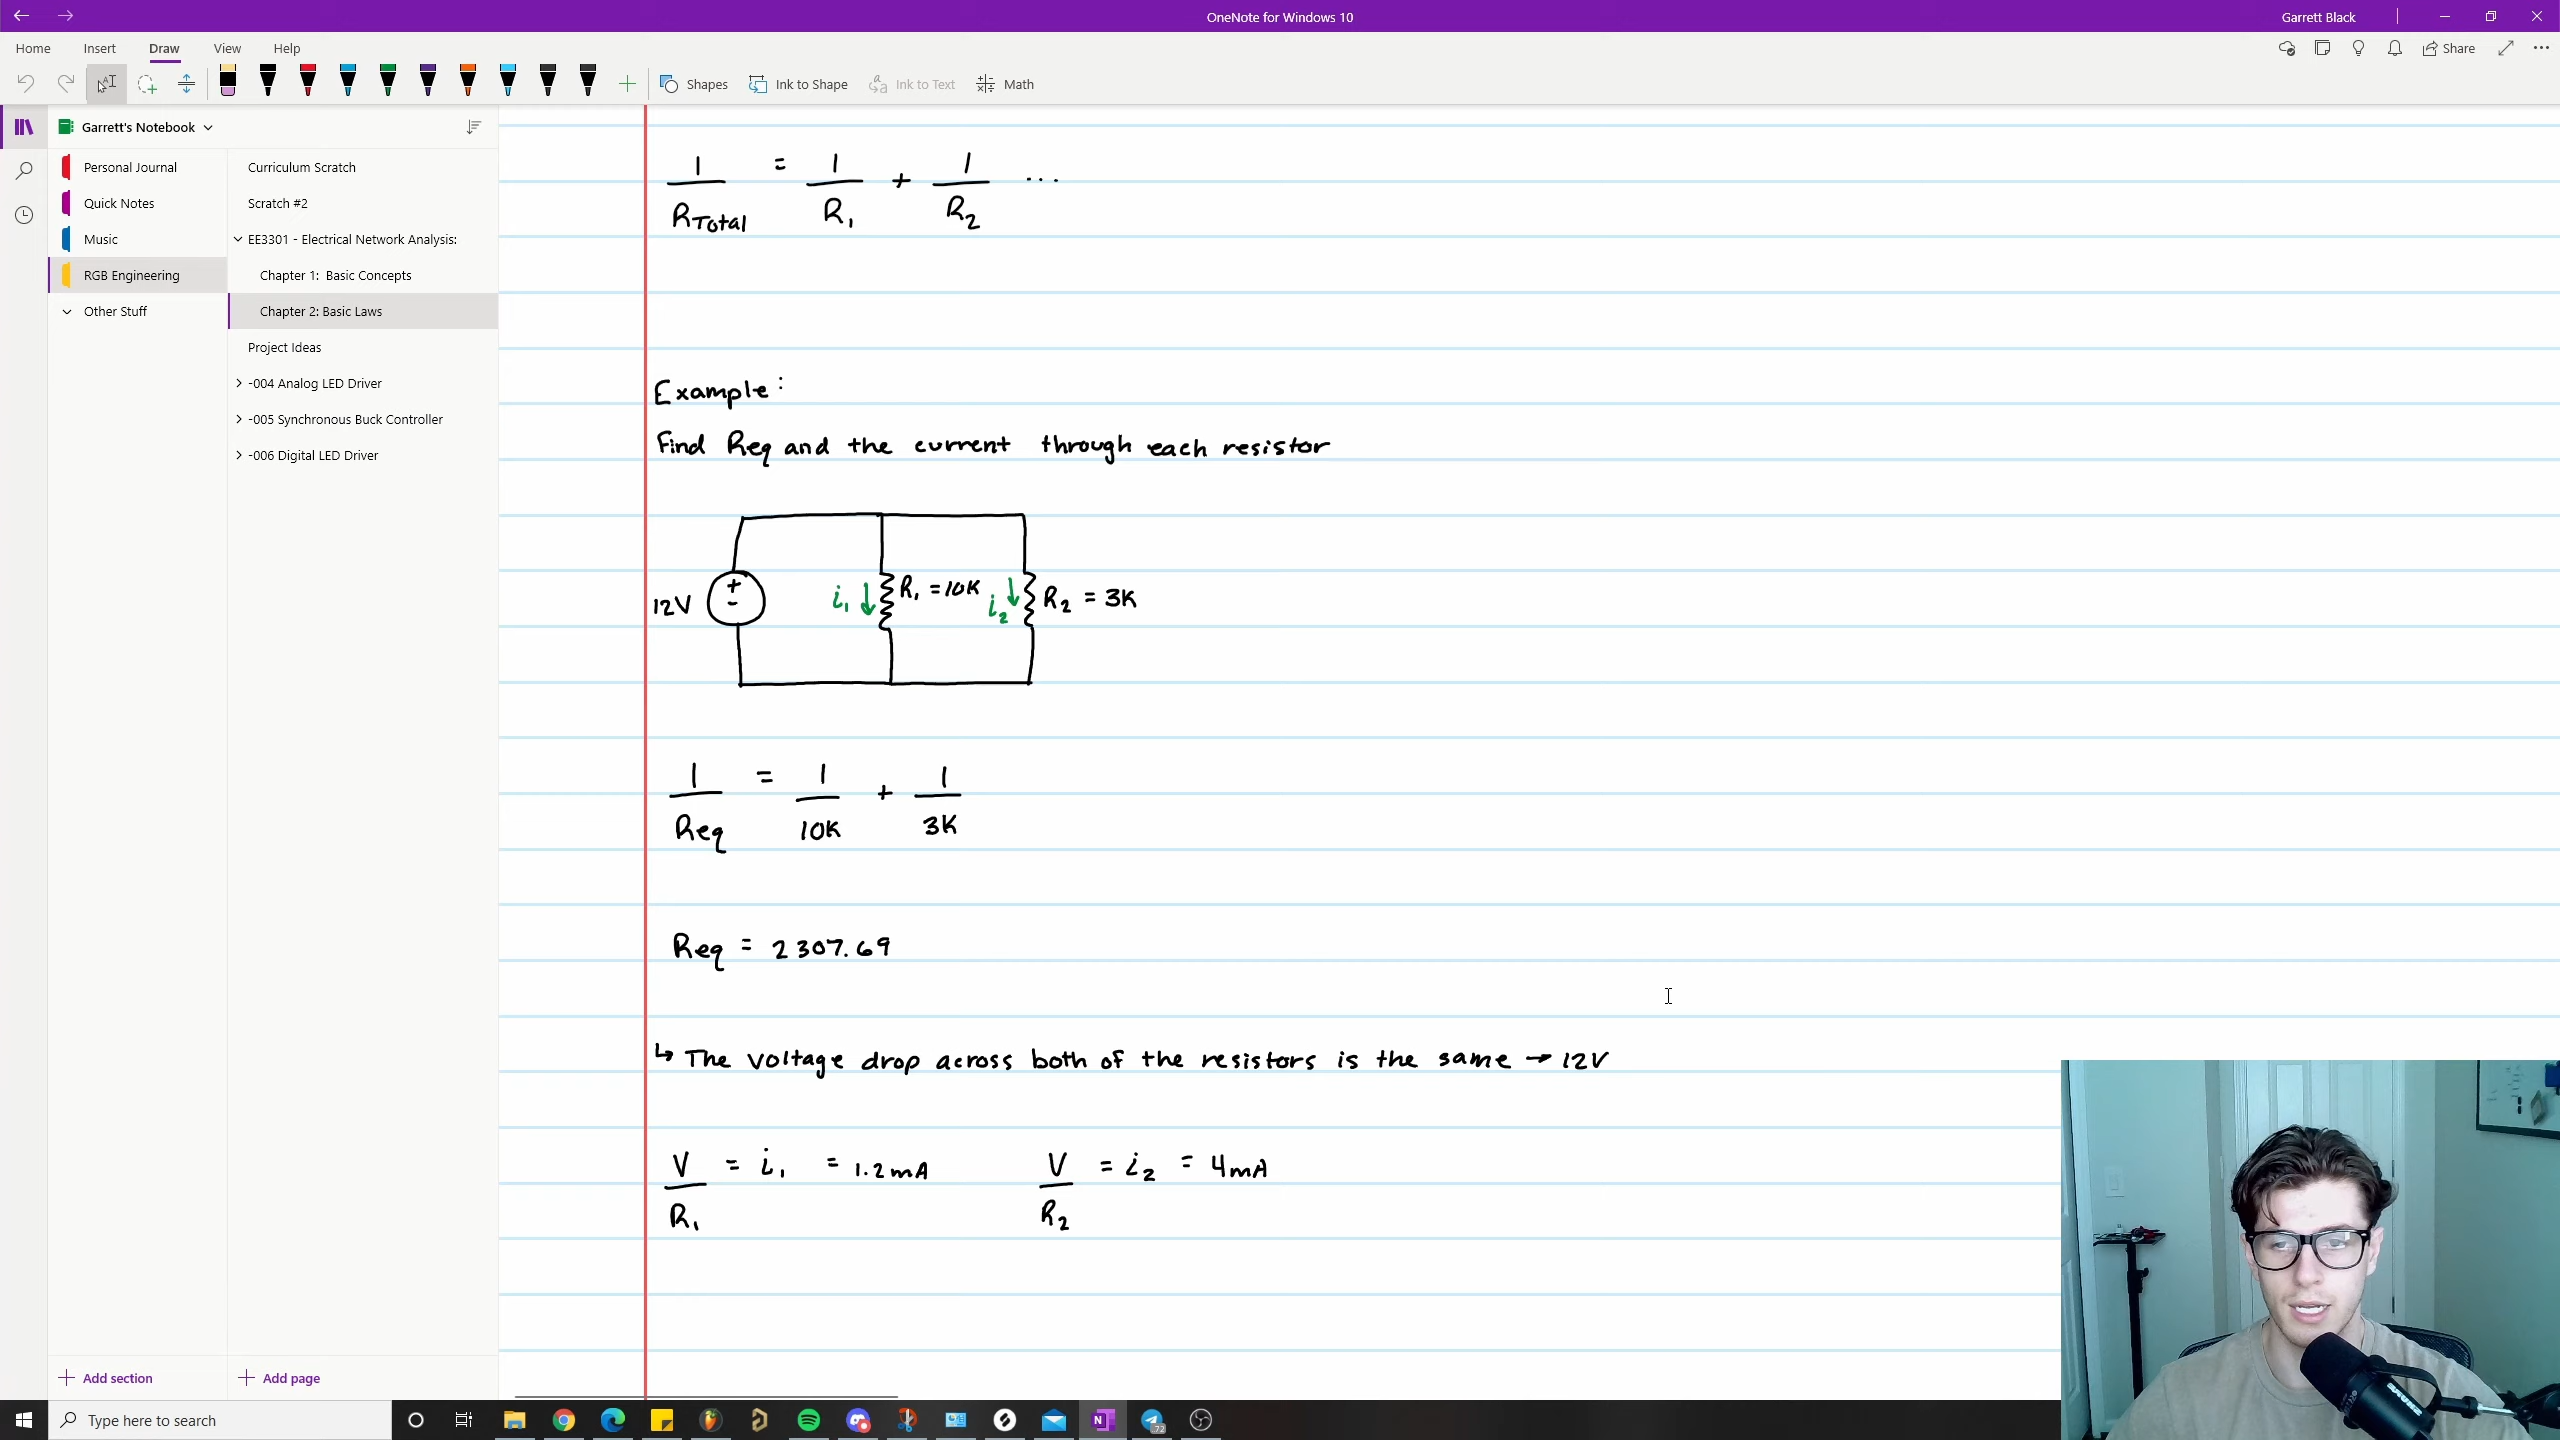 OneNote for Windows 10
Garrett Black
Home Insert Draw View Help
Share
Shapes Ink to Shape Ink to Text Math
Garrett's Notebook
Personal Journal
Quick Notes
Music
RGB Engineering
Other Stuff
Curriculum Scratch
Scratch #2
EE3301 - Electrical Network Analysis:
Chapter 1: Basic Concepts
Chapter 2: Basic Laws
Project Ideas
-004 Analog LED Driver
-005 Synchronous Buck Controller
-006 Digital LED Driver
1 = 1 + 1 ...
RTotal R1 R2
Example:
Find Req and the current through each resistor
12V + - i1 ↓ R1 = 10K i2 ↓ R2 = 3K
1 = 1 + 1
Req 10K 3K
Req = 2307.69
↳ The voltage drop across both of the resistors is the same → 12V
V = i1 = 1.2mA V = i2 = 4mA
R1 R2
Add section
Add page
Type here to search